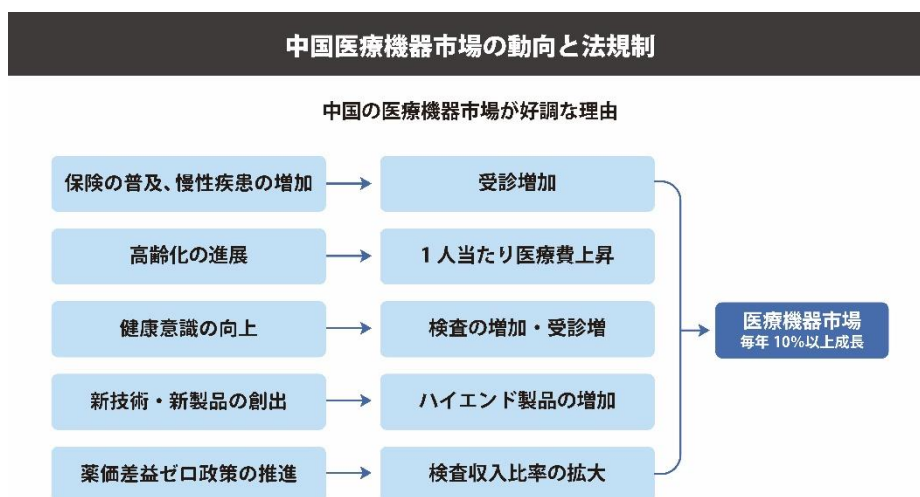 中国医療機器市場の動向と法規制
中国の医療機器市場が好調な理由
保険の普及、慢性疾患の増加
受診増加
高齢化の進展
1人当たり医療費上昇
健康意識の向上
検査の増加・受診増
医療機器市場
毎年10%以上成長
新技術・新製品の創出
ハイエンド製品の増加
薬価差益ゼロ政策の推進
検査収入比率の拡大